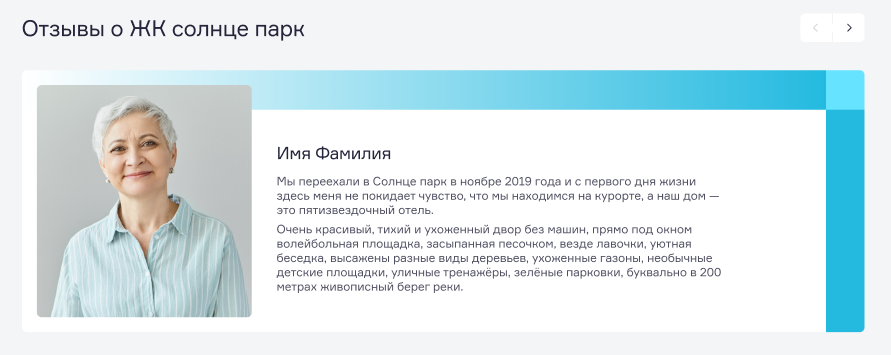 Отзывы о ЖК солнце парк
Имя Фамилия
Мы переехали в Солнце парк в ноябре 2019 года и с первого дня жизни
здесь меня не покидает чувство, что мы находимся на курорте, а наш дом —
это пятизвездочный отель.
Очень красивый, тихий и ухоженный двор без машин, прямо под окном
волейбольная площадка, засыпанная песочком, везде лавочки, уютная
беседка, высажены разные виды деревьев, ухоженные газоны, необычные
детские площадки, уличные тренажёры, зелёные парковки, буквально в 200
метрах живописный берег реки.